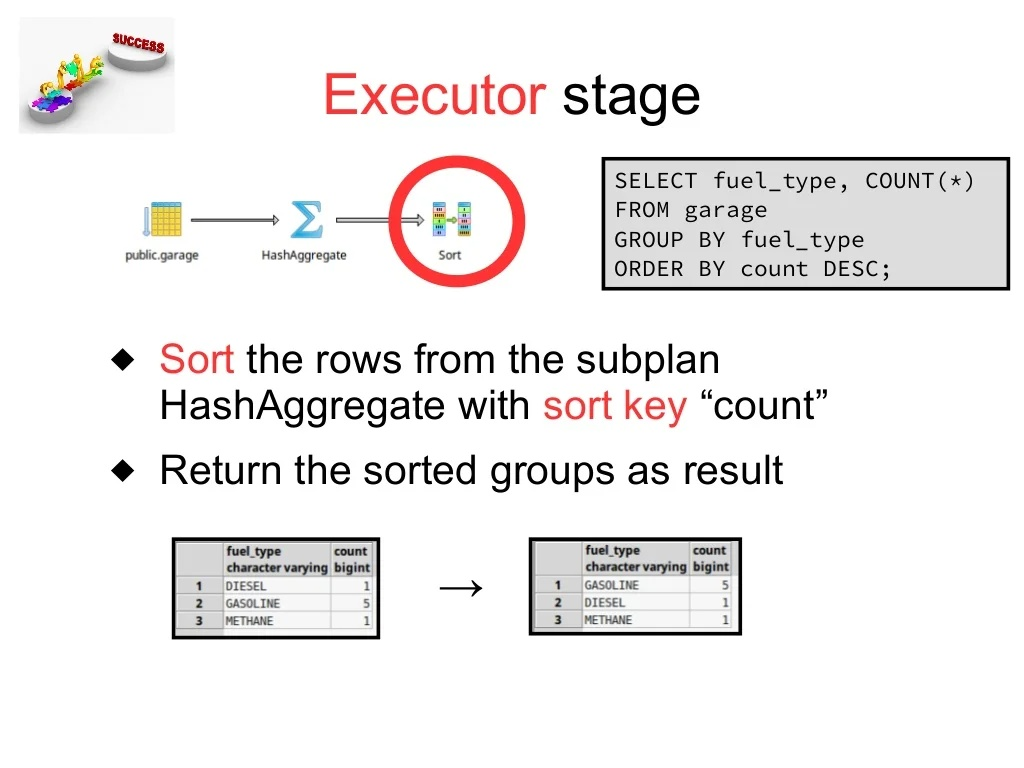 SUCCESS
Executor stage
public.garage
HashAggregate
Sort
SELECT fuel_type, COUNT(*)
FROM garage
GROUP BY fuel_type
ORDER BY count DESC;
Sort the rows from the subplan
HashAggregate with sort key “count”
Return the sorted groups as result
fuel_type count
character varying bigint
1 DIESEL 1
2 GASOLINE 5
3 METHANE 1
→
fuel_type count
character varying bigint
1 GASOLINE 5
2 DIESEL 1
3 METHANE 1